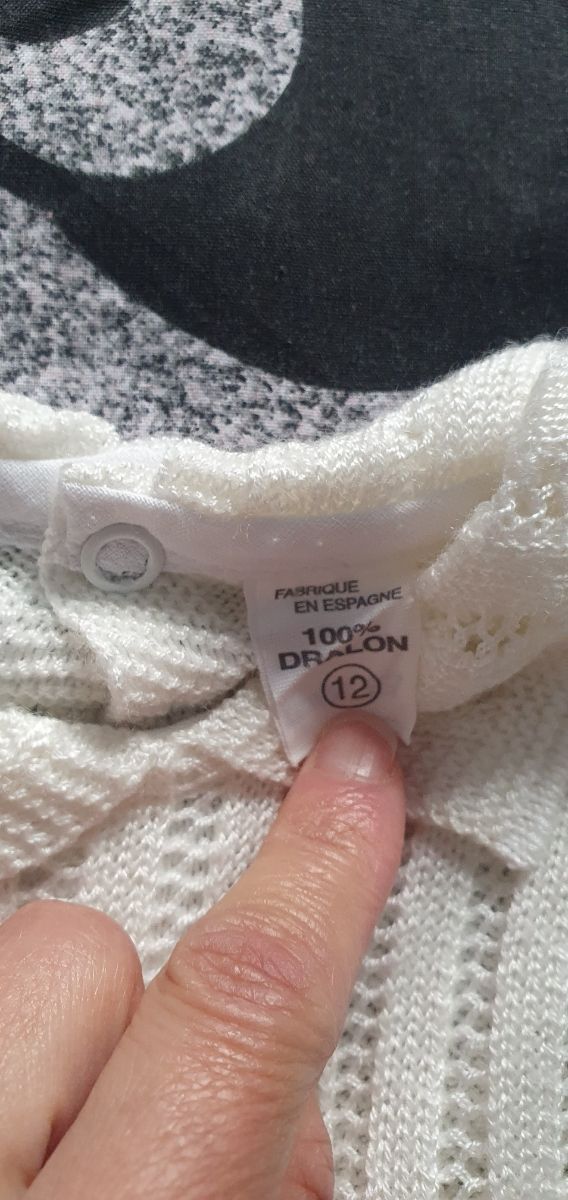 FABRIQUE
EN ESPAGNE
100%
DRALON
12